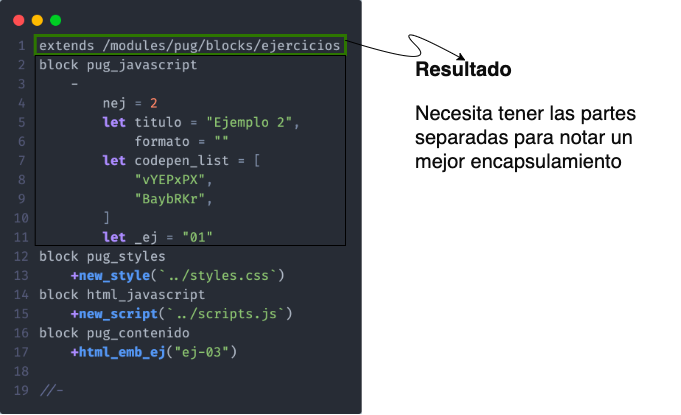 1 extends /modules/pug/blocks/ejercicios
2 block pug_javascript
3     -
4         nej = 2
5         let titulo = "Ejemplo 2",
6             formato = ""
7         let codepen_list = [
8             "vYEPxPX",
9             "BaybRKr",
10         ]
11         let _ej = "01"
12 block pug_styles
13     +new_style(`../styles.css`)
14 block html_javascript
15     +new_script(`../scripts.js`)
16 block pug_contenido
17     +html_emb_ej("ej-03")
18
19 //-
Resultado
Necesita tener las partes
separadas para notar un
mejor encapsulamiento